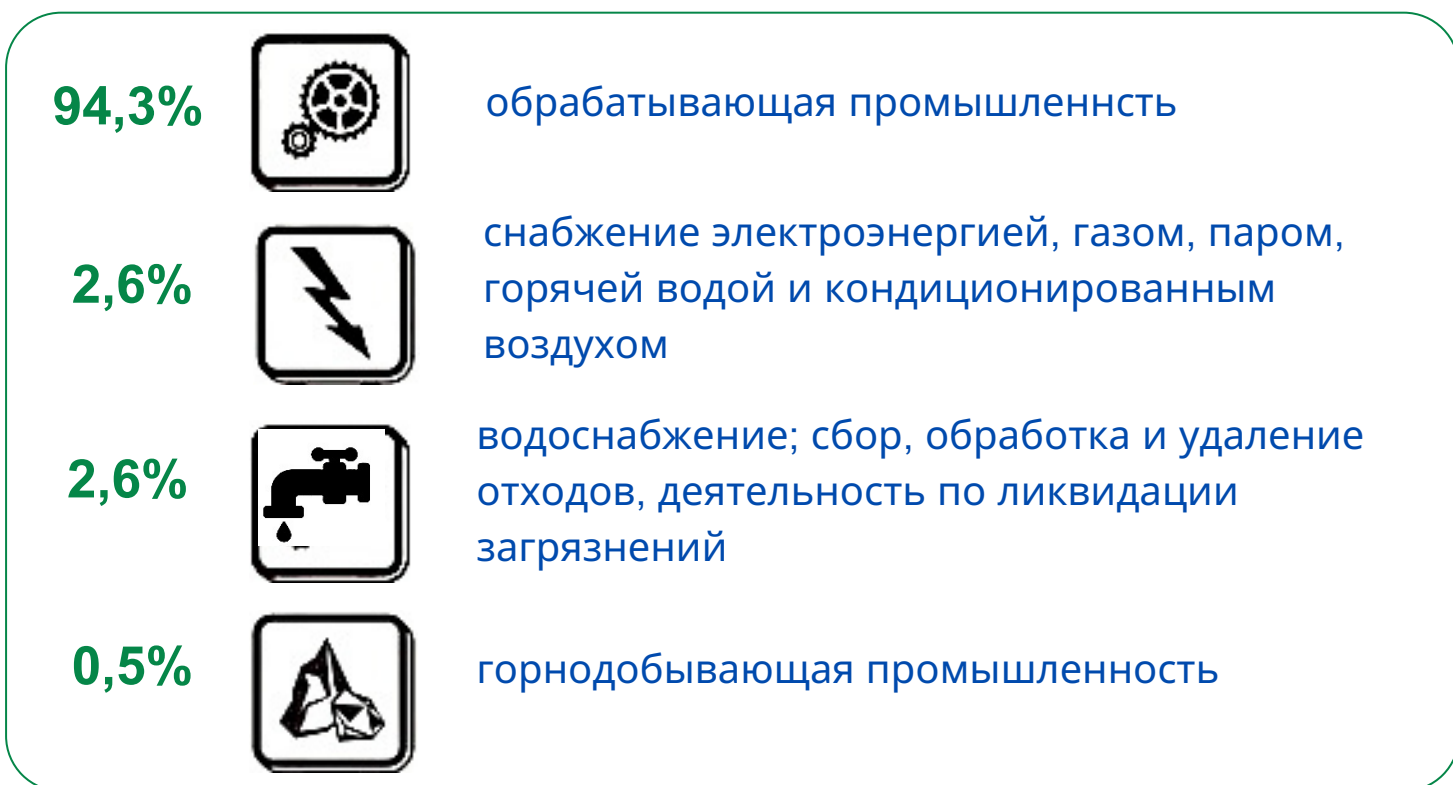 94,3%
обрабатывающая промышленнсть
2,6%
снабжение электроэнергией, газом, паром,
горячей водой и кондиционированным
воздухом
2,6%
водоснабжение; сбор, обработка и удаление
отходов, деятельность по ликвидации
загрязнений
0,5%
горнодобывающая промышленность